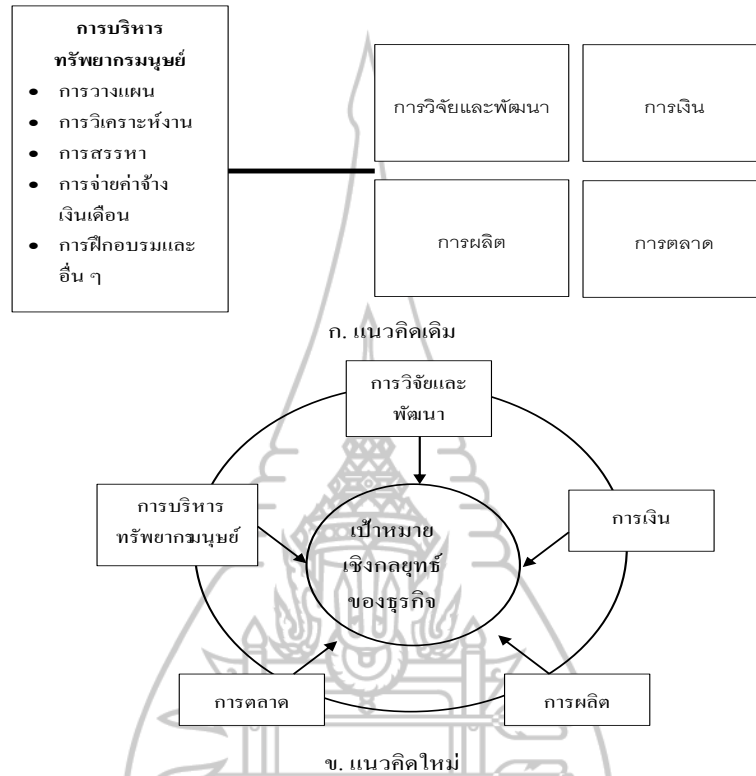 การบริหาร
ทรัพยากรมนุษย์
• การวางแผน
• การวิเคราะห์งาน
• การสรรหา
• การจ่ายค่าจ้าง
เงินเดือน
• การฝึกอบรมและ
อื่น ๆ
การวิจัยและพัฒนา
การเงิน
การผลิต
การตลาด
ก. แนวคิดเดิม
การวิจัยและ
พัฒนา
การบริหาร
ทรัพยากรมนุษย์
เป้าหมาย
เชิงกลยุทธ์
ของธุรกิจ
การเงิน
การตลาด
การผลิต
ข. แนวคิดใหม่